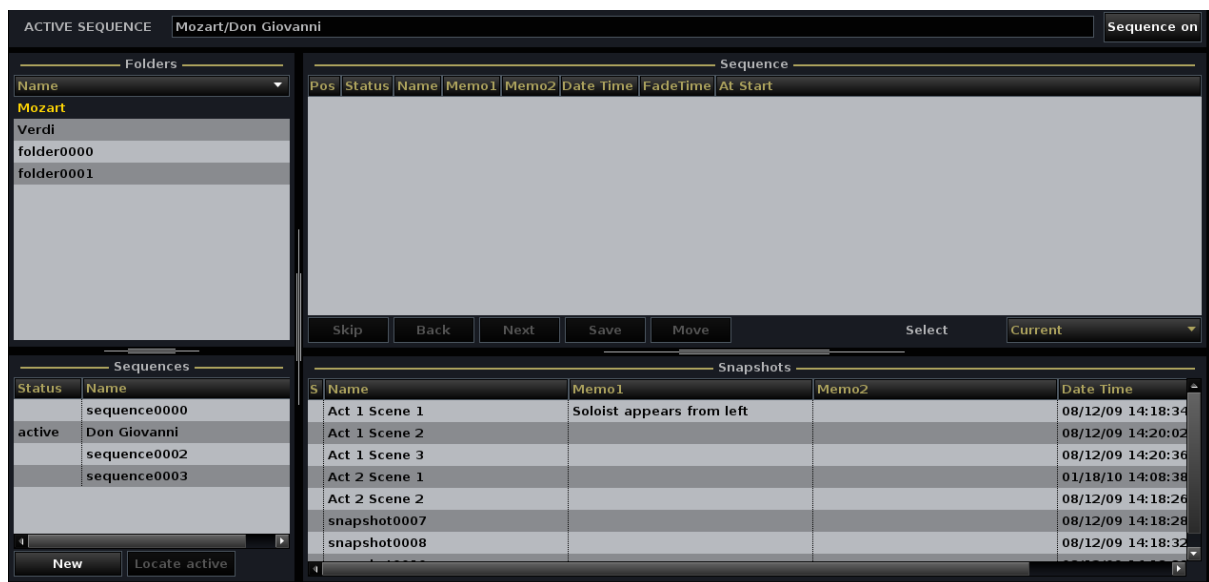 ACTIVE SEQUENCE Mozart/Don Giovanni Sequence on
Folders
Name
Mozart
Verdi
folder0000
folder0001
Sequence
Pos Status Name Memo1 Memo2 Date Time FadeTime At Start
Skip Back Next Save Move Select Current
Sequences
Status Name
sequence0000
active Don Giovanni
sequence0002
sequence0003
New Locate active
Snapshots
S Name Memo1 Memo2 Date Time
Act 1 Scene 1 Soloist appears from left 08/12/09 14:18:34
Act 1 Scene 2 08/12/09 14:20:02
Act 1 Scene 3 08/12/09 14:20:36
Act 2 Scene 1 01/18/10 14:08:38
Act 2 Scene 2 08/12/09 14:18:26
snapshot0007 08/12/09 14:18:28
snapshot0008 08/12/09 14:18:32